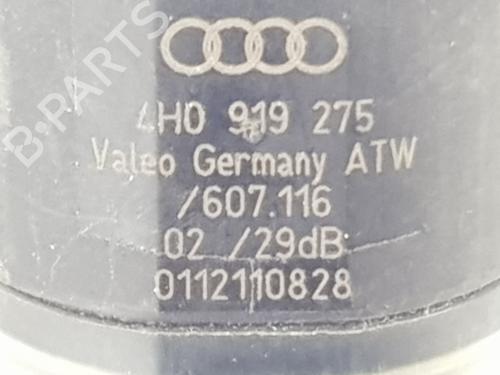 B-PARTS
4H0 919 275
Valeo Germany ATW
/607.116
02 /29dB
0112110828